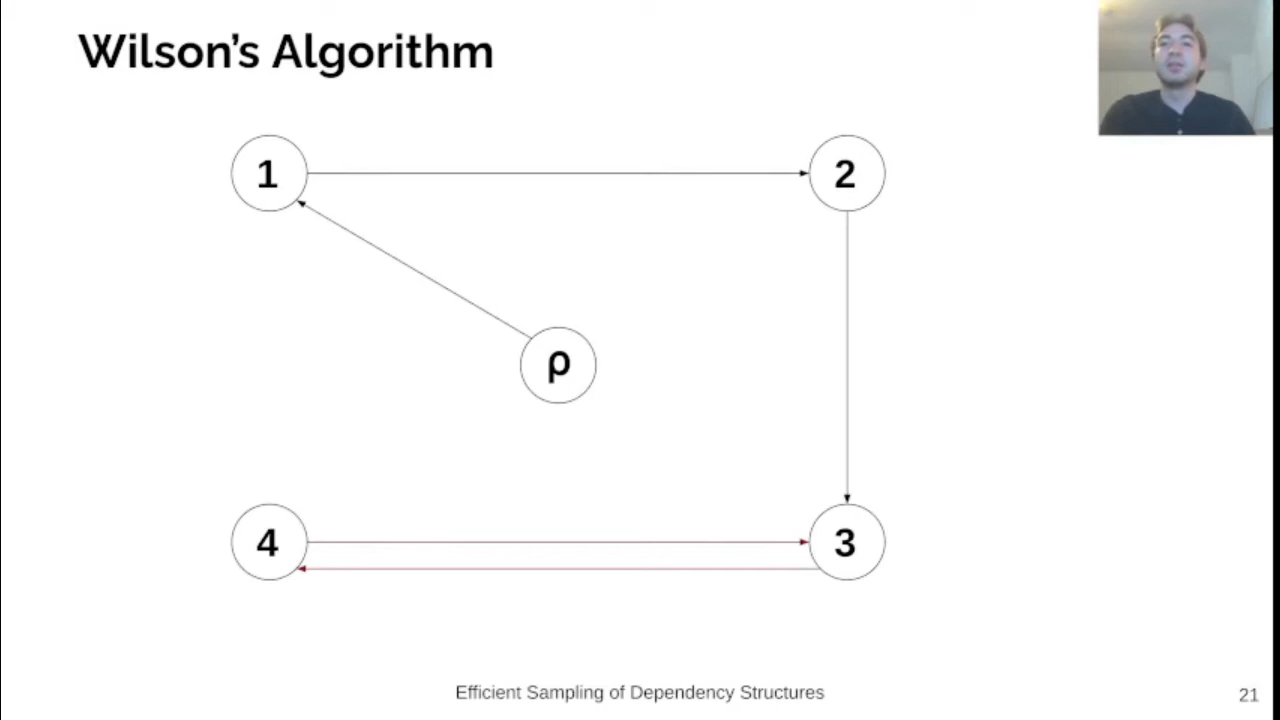 Wilson’s Algorithm
1
2
ρ
4
3
Efficient Sampling of Dependency Structures
21